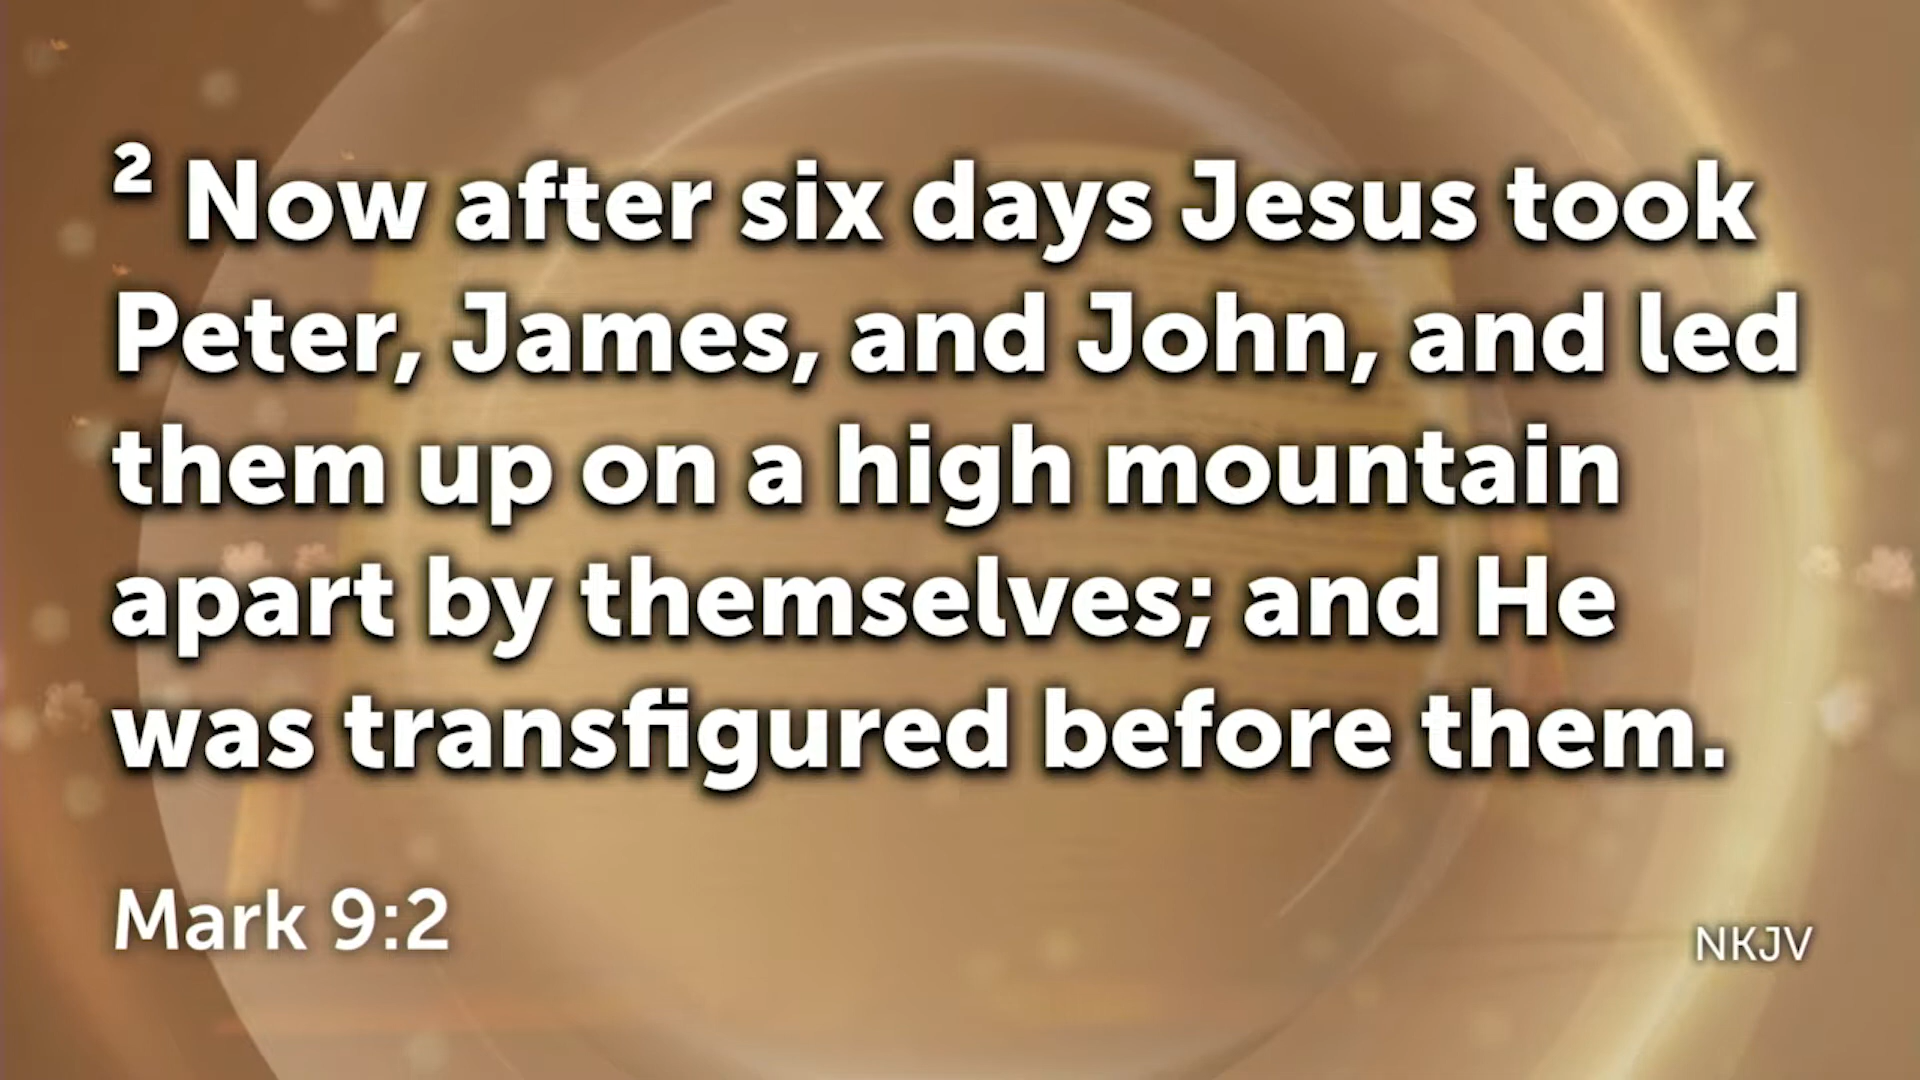 ² Now after six days Jesus took
Peter, James, and John, and led
them up on a high mountain
apart by themselves; and He
was transfigured before them.
Mark 9:2
NKJV